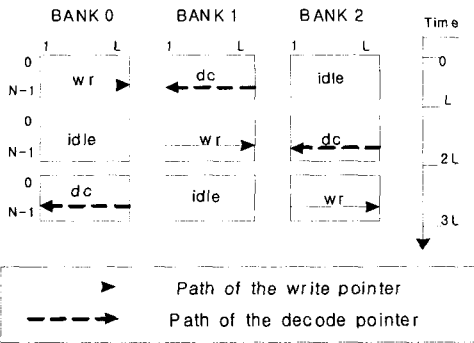 BANK 0 BANK 1 BANK 2 Time
1 L 1 L 1 L
0 wr dc idle 0
N-1 L
0 idle wr dc
N-1 2L
0 dc idle wr
N-1 3L
Path of the write pointer
Path of the decode pointer